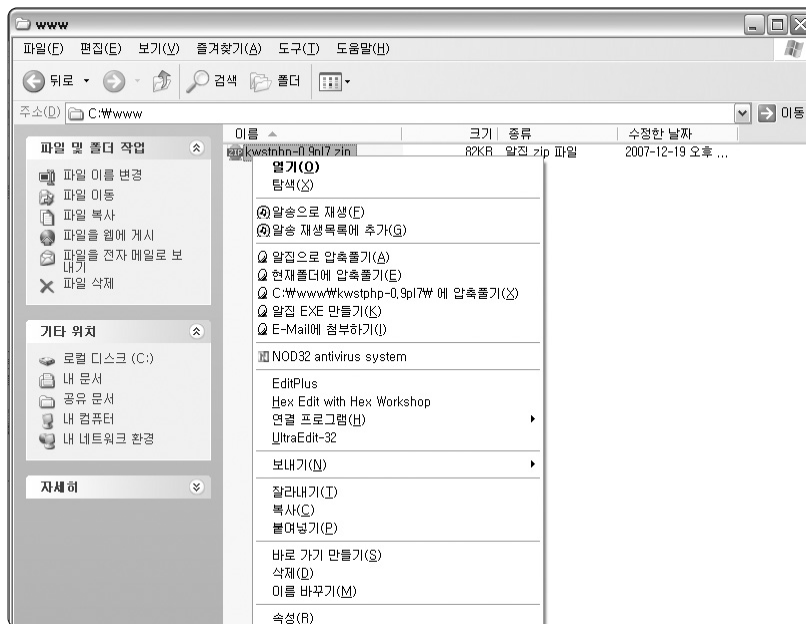 www
파일(F) 편집(E) 보기(V) 즐겨찾기(A) 도구(T) 도움말(H)
뒤로 검색 폴더
주소(D) C:₩www 이동
파일 및 폴더 작업
파일 이름 변경
파일 이동
파일 복사
파일을 웹에 게시
파일을 전자 메일로 보
내기
파일 삭제
기타 위치
로컬 디스크 (C:)
내 문서
공유 문서
내 컴퓨터
내 네트워크 환경
자세히
이름 크기 종류 수정한 날짜
kwstphp-0,9pl7.zip 82KB 알집 zip 파일 2007-12-19 오후 ...
열기(O)
탐색(X)
알송으로 재생(F)
알송 재생목록에 추가(G)
알집으로 압축풀기(A)
현재폴더에 압축풀기(E)
C:₩www₩kwstphp-0,9pl7₩ 에 압축풀기(X)
알집 EXE 만들기(K)
E-Mail에 첨부하기(I)
NOD32 antivirus system
EditPlus
Hex Edit with Hex Workshop
연결 프로그램(H)
UltraEdit-32
보내기(N)
잘라내기(T)
복사(C)
붙여넣기(P)
바로 가기 만들기(S)
삭제(D)
이름 바꾸기(M)
속성(R)